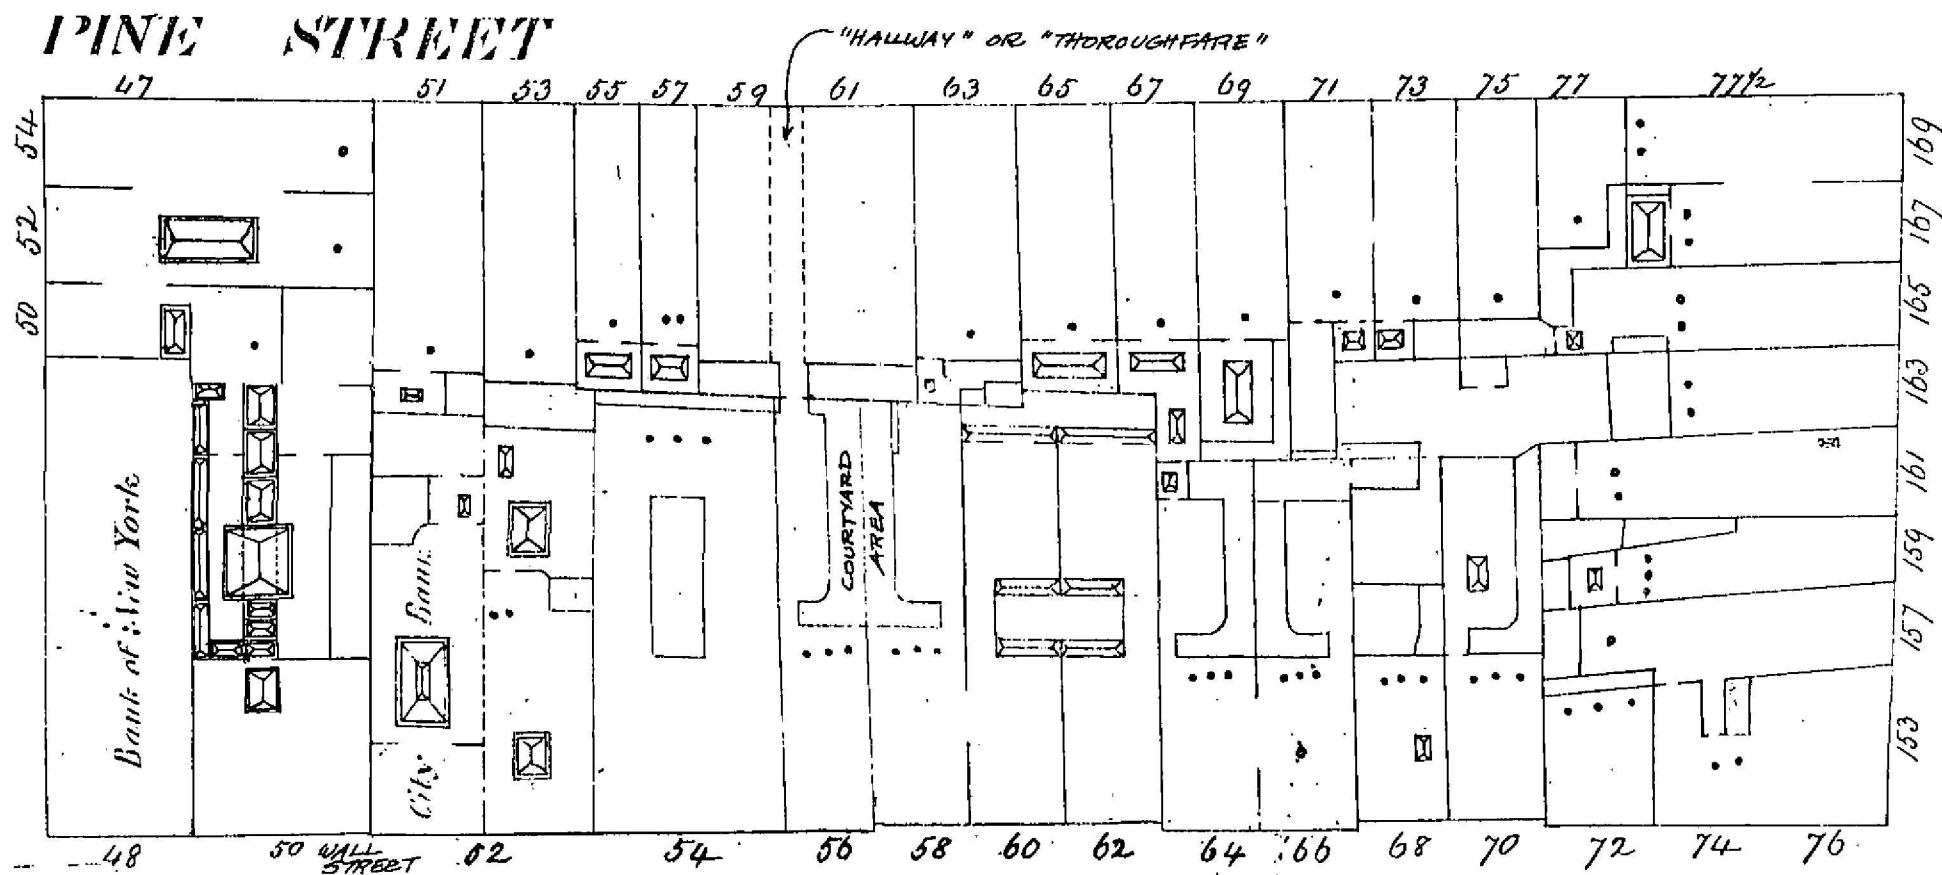 PINE STREET
"HALLWAY" OR "THOROUGHFARE"
47 51 53 55 57 59 61 63 65 67 69 71 73 75 77 77½
54
52
50
169
167
165
163
161
159
157
153
Bank of New York
City Bank
COURTYARD
AREA
48 50 WALL STREET 52 54 56 58 60 62 64 66 68 70 72 74 76